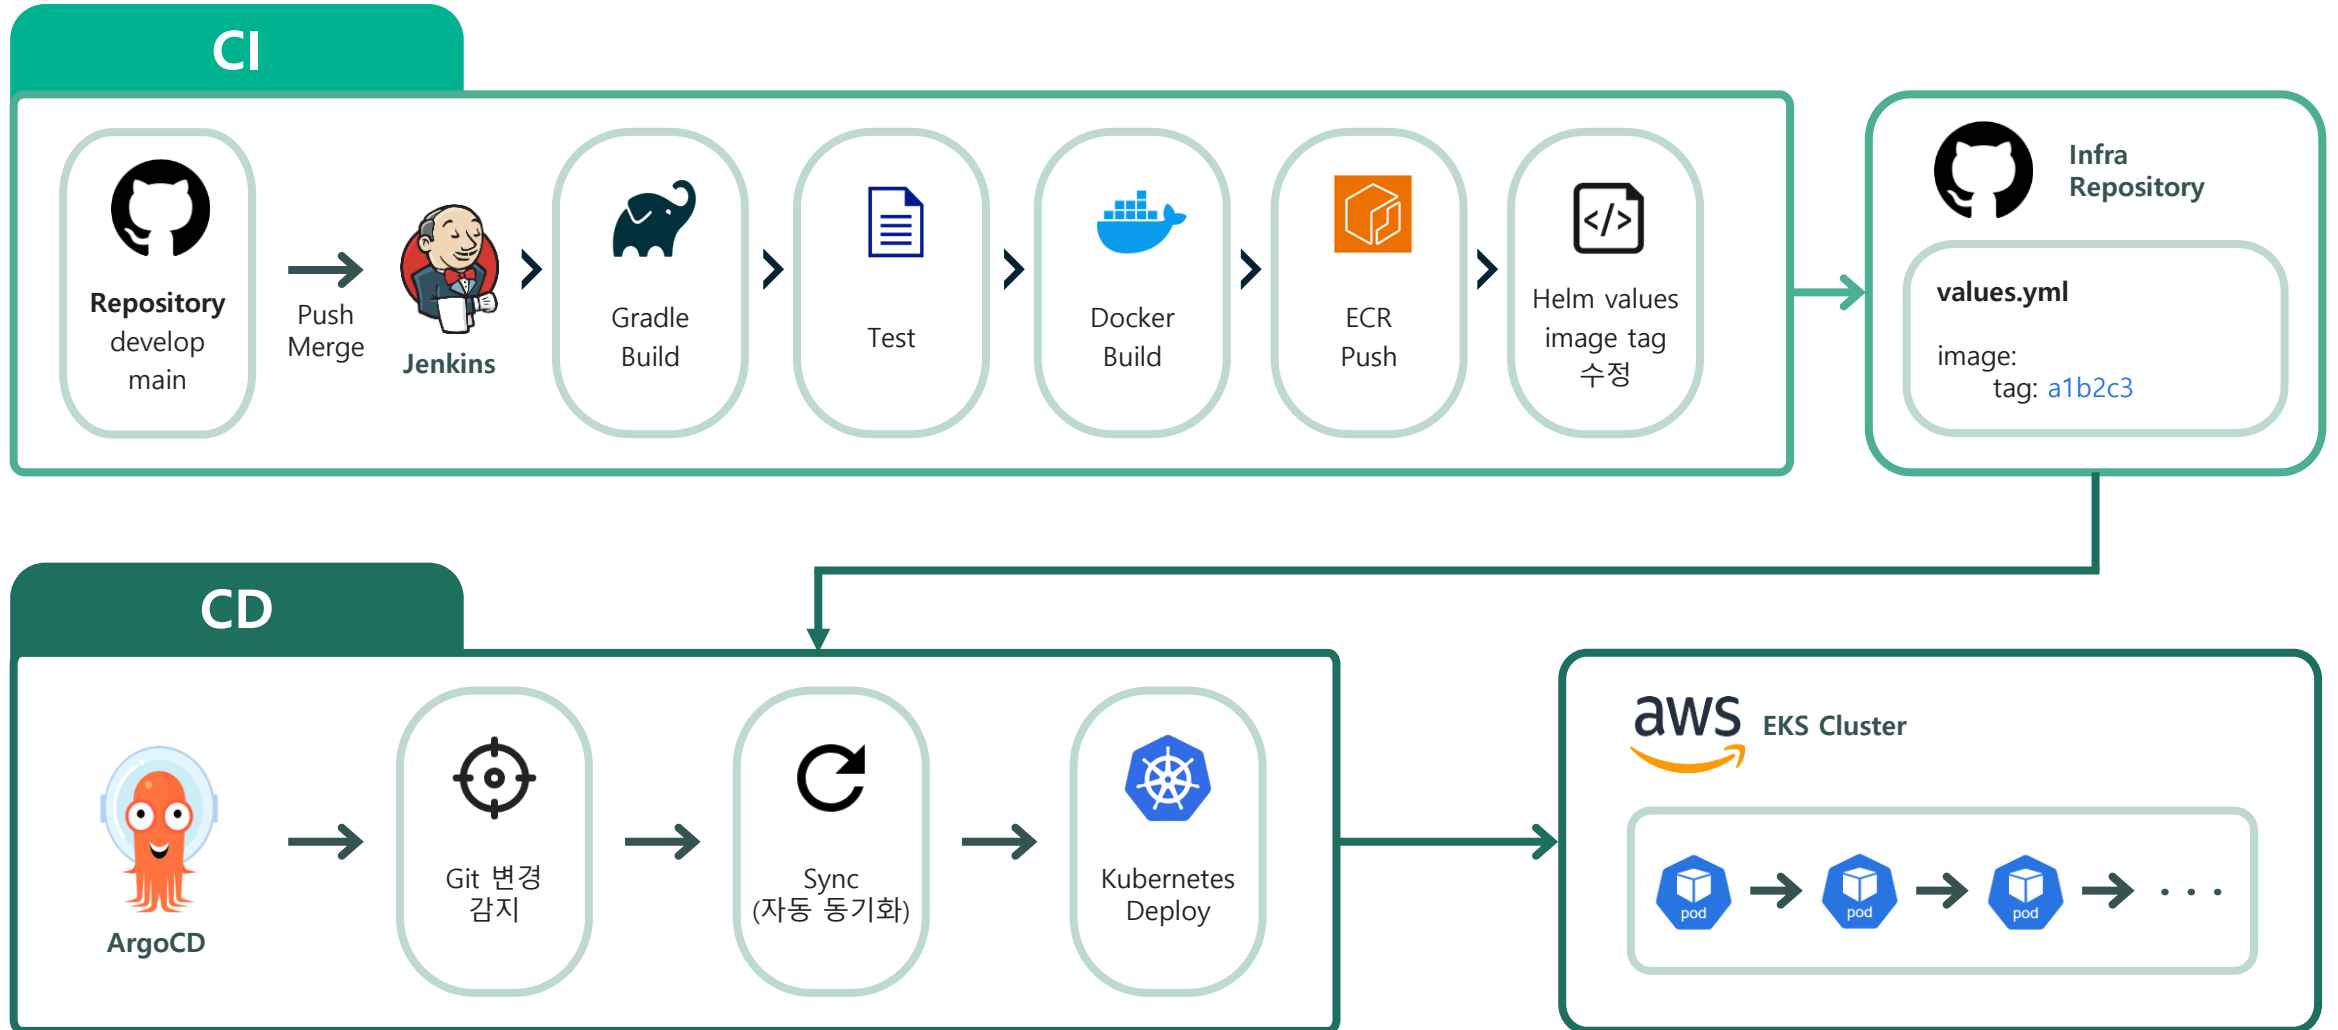 CI
Repository
develop
main
Push
Merge
Jenkins
Gradle
Build
Test
Docker
Build
ECR
Push
</>
Helm values
image tag
수정
Infra
Repository
values.yml
image:
tag: a1b2c3
CD
ArgoCD
Git 변경
감지
Sync
(자동 동기화)
Kubernetes
Deploy
aws
EKS Cluster
pod
pod
pod
...